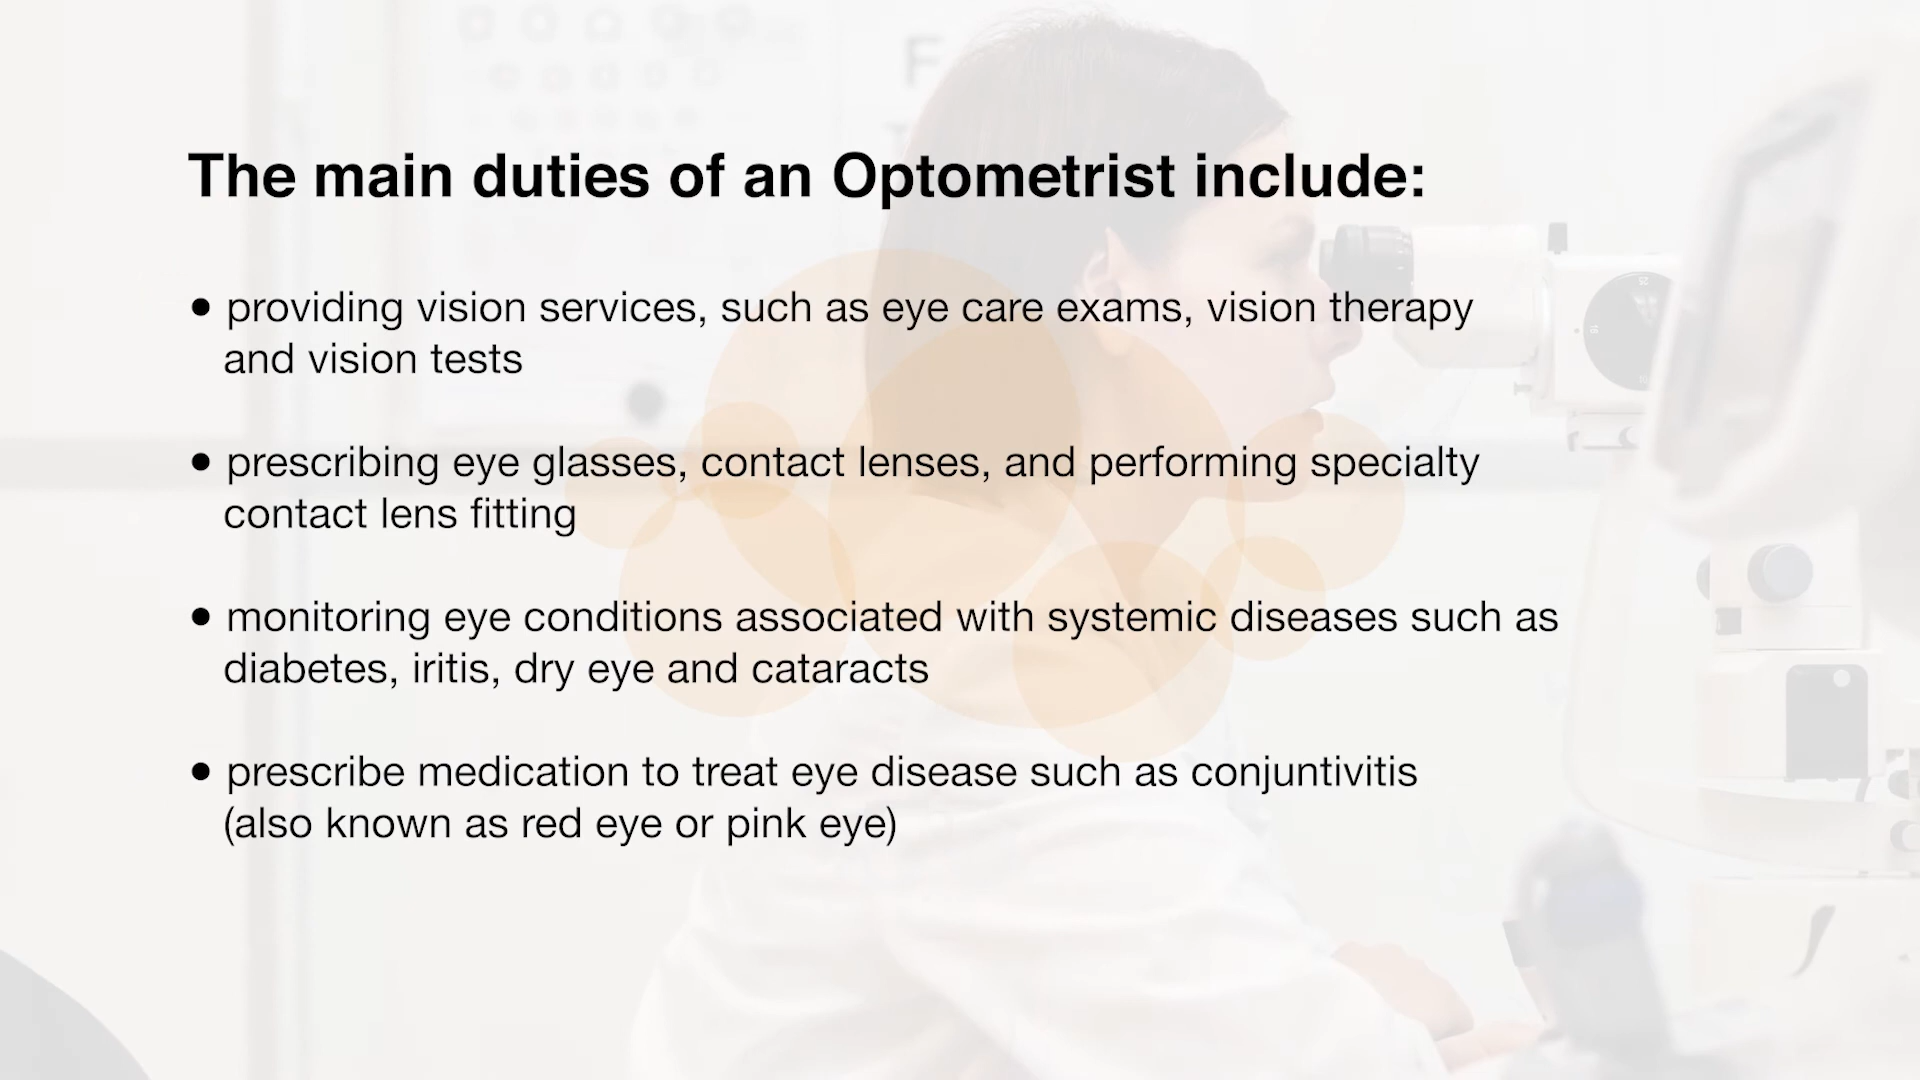 The main duties of an Optometrist include:
• providing vision services, such as eye care exams, vision therapy
and vision tests
• prescribing eye glasses, contact lenses, and performing specialty
contact lens fitting
• monitoring eye conditions associated with systemic diseases such as
diabetes, iritis, dry eye and cataracts
• prescribe medication to treat eye disease such as conjuntivitis
(also known as red eye or pink eye)